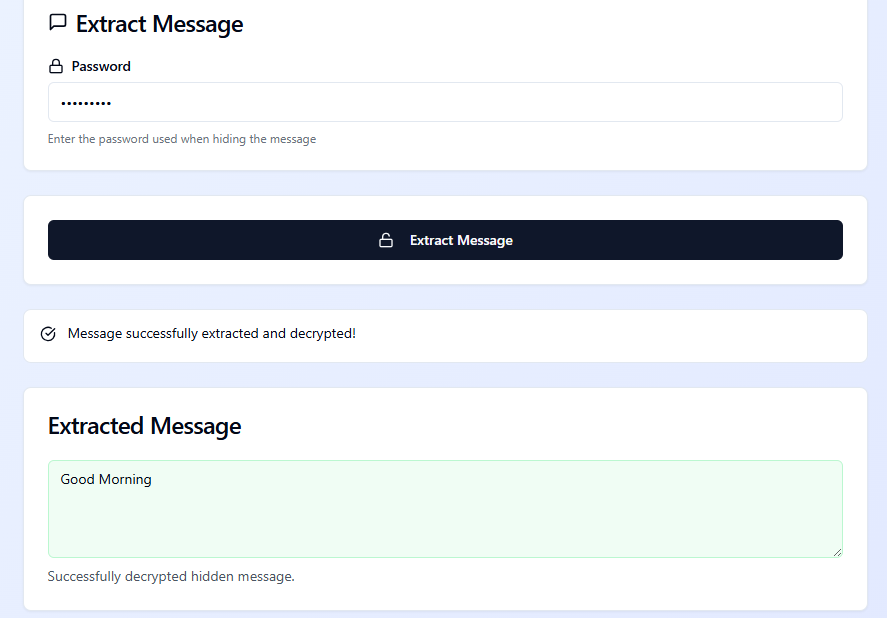 Extract Message
Password
•••••••••
Enter the password used when hiding the message
Extract Message
Message successfully extracted and decrypted!
Extracted Message
Good Morning
Successfully decrypted hidden message.